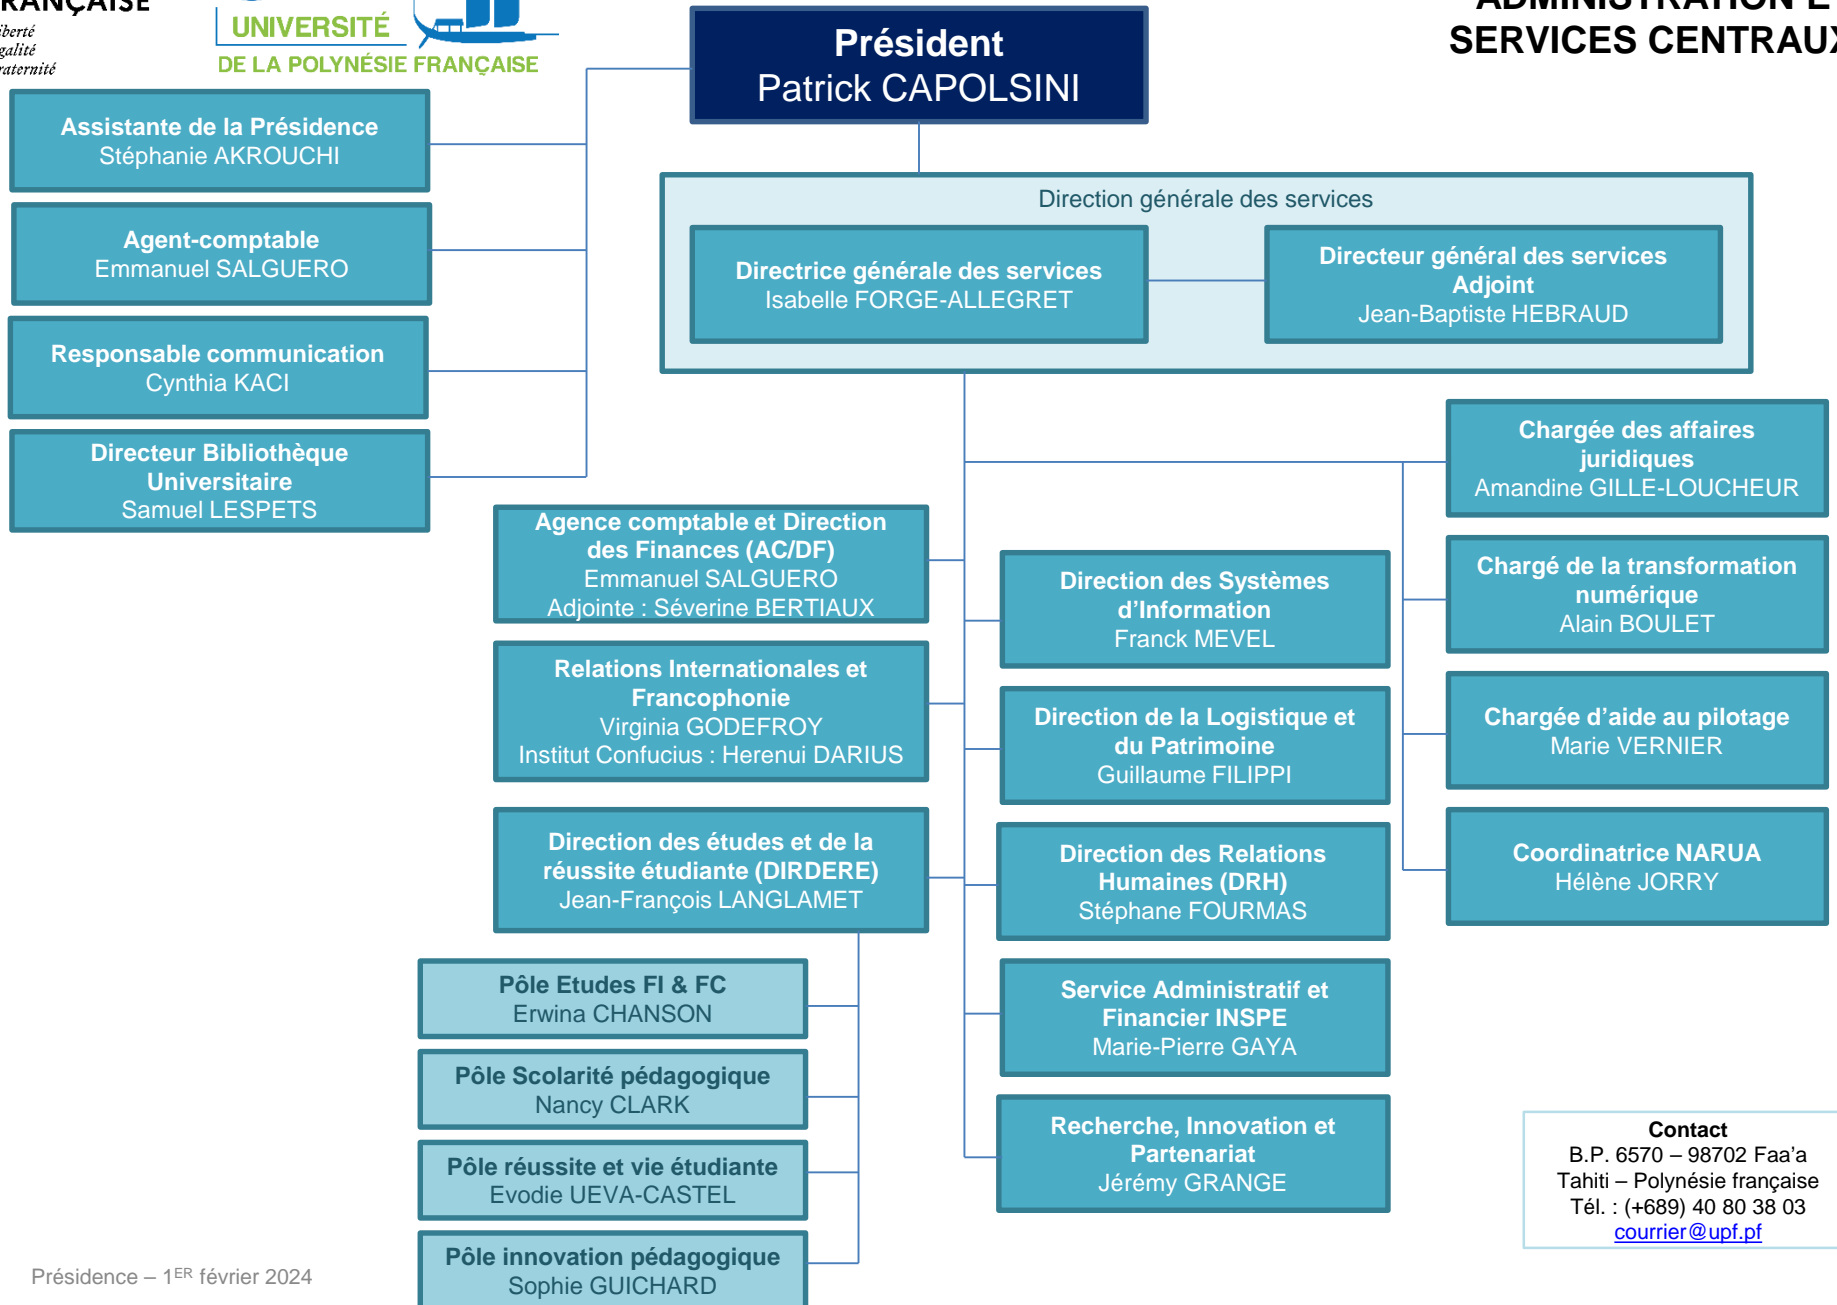 UNIVERSITÉ
DE LA POLYNÉSIE FRANÇAISE
Président
Patrick CAPOLSINI
SERVICES CENTRAUX
Assistante de la Présidence
Stéphanie AKROUCHI
Agent-comptable
Emmanuel SALGUERO
Responsable communication
Cynthia KACI
Directeur Bibliothèque
Universitaire
Samuel LESPETS
Direction générale des services
Directrice générale des services
Isabelle FORGE-ALLEGRET
Directeur général des services
Adjoint
Jean-Baptiste HEBRAUD
Agence comptable et Direction
des Finances (AC/DF)
Emmanuel SALGUERO
Adjointe : Séverine BERTIAUX
Relations Internationales et
Francophonie
Virginia GODEFROY
Institut Confucius : Herenui DARIUS
Direction des études et de la
réussite étudiante (DIRDERE)
Jean-François LANGLAMET
Pôle Etudes FI & FC
Erwina CHANSON
Pôle Scolarité pédagogique
Nancy CLARK
Pôle réussite et vie étudiante
Evodie UEVA-CASTEL
Pôle innovation pédagogique
Sophie GUICHARD
Direction des Systèmes
d’Information
Franck MEVEL
Direction de la Logistique et
du Patrimoine
Guillaume FILIPPI
Direction des Relations
Humaines (DRH)
Stéphane FOURMAS
Service Administratif et
Financier INSPE
Marie-Pierre GAYA
Recherche, Innovation et
Partenariat
Jérémy GRANGE
Chargée des affaires
juridiques
Amandine GILLE-LOUCHEUR
Chargé de la transformation
numérique
Alain BOULET
Chargée d’aide au pilotage
Marie VERNIER
Coordinatrice NARUA
Hélène JORRY
Contact
B.P. 6570 – 98702 Faa’a
Tahiti – Polynésie française
Tél. : (+689) 40 80 38 03
courrier@upf.pf
Présidence – 1ER février 2024